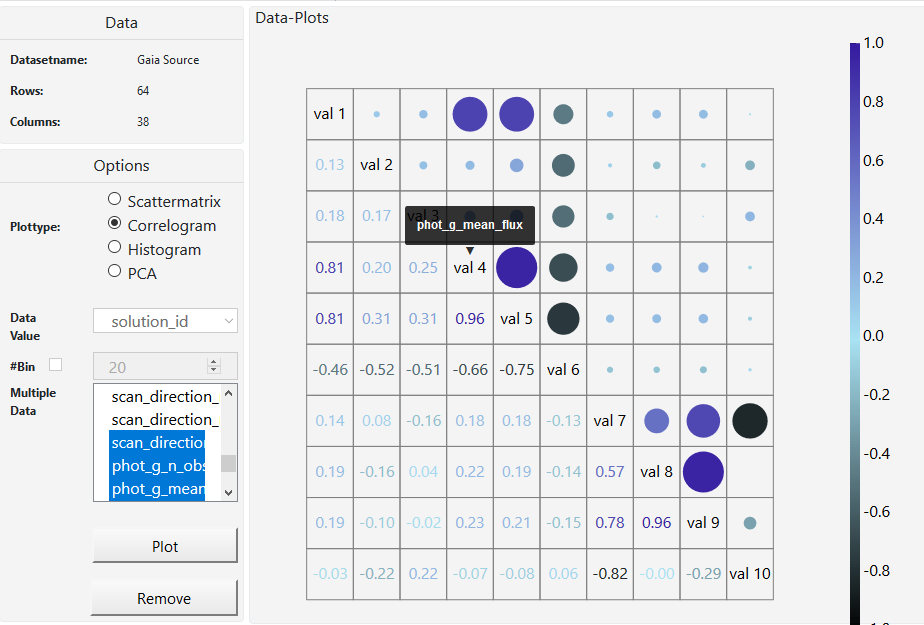 Data
Datasetname: Gaia Source
Rows: 64
Columns: 38
Options
Plottype:
Scattermatrix
Correlogram
Histogram
PCA
Data
Value
solution_id
#Bin
20
Multiple
Data
scan_direction_
scan_direction_
scan_direction
phot_g_n_obs
phot_g_mean
Plot
Remove
Data-Plots
val 1
0.13 val 2
0.18 0.17 val 3
phot_g_mean_flux
0.81 0.20 0.25 val 4
0.81 0.31 0.31 0.96 val 5
-0.46 -0.52 -0.51 -0.66 -0.75 val 6
0.14 0.08 -0.16 0.18 0.18 -0.13 val 7
0.19 -0.16 0.04 0.22 0.19 -0.14 0.57 val 8
0.19 -0.10 -0.02 0.23 0.21 -0.15 0.78 0.96 val 9
-0.03 -0.22 0.22 -0.07 -0.08 0.06 -0.82 -0.00 -0.29 val 10
1.0
0.8
0.6
0.4
0.2
0.0
-0.2
-0.4
-0.6
-0.8